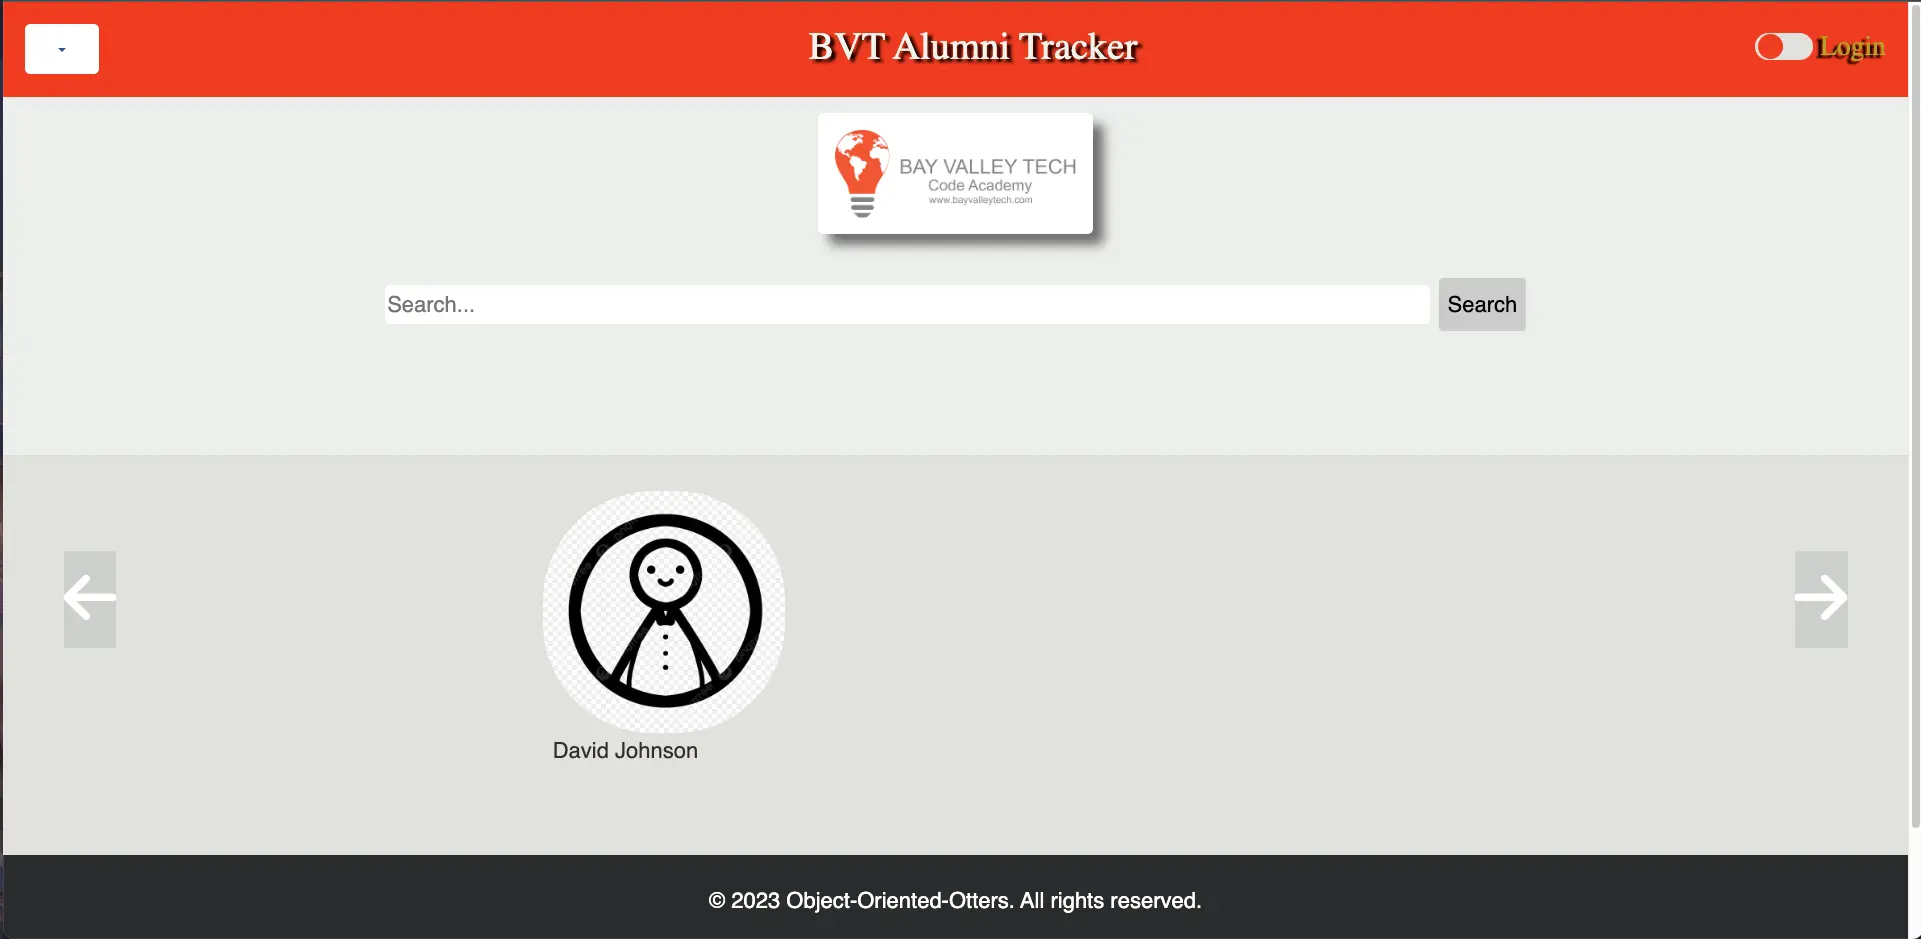 BVT Alumni Tracker
Login
BAY VALLEY TECH
Code Academy
www.bayvalleytech.com
Search...
Search
David Johnson
© 2023 Object-Oriented-Otters. All rights reserved.